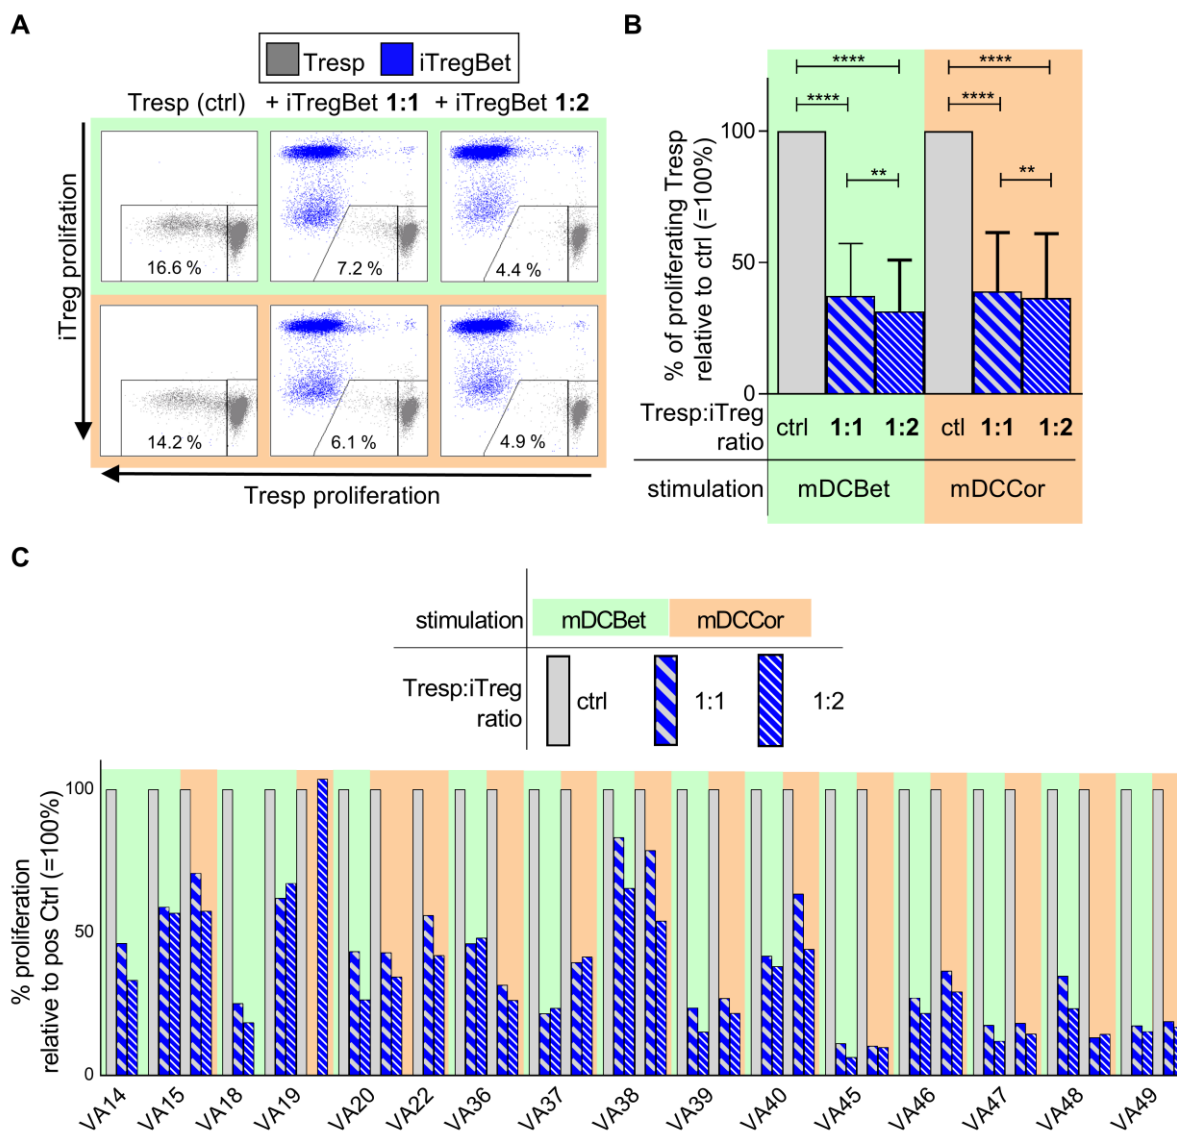 A
Tresp iTregBet
Tresp (ctrl) + iTregBet 1:1 + iTregBet 1:2
iTreg prolifation
16.6 % 7.2 % 4.4 %
14.2 % 6.1 % 4.9 %
Tresp proliferation
B
% of proliferating Tresp
relative to ctrl (=100%)
**** ****
**** ****
100
** **
50
0
Tresp:iTreg
ratio
ctrl 1:1 1:2 ctl 1:1 1:2
stimulation mDCBet mDCCor
C
stimulation mDCBet mDCCor
Tresp:iTreg
ratio
ctrl 1:1 1:2
% proliferation
relative to pos Ctrl (=100%)
100
50
0
VA14 VA15 VA18 VA19 VA20 VA22 VA36 VA37 VA38 VA39 VA40 VA45 VA46 VA47 VA48 VA49